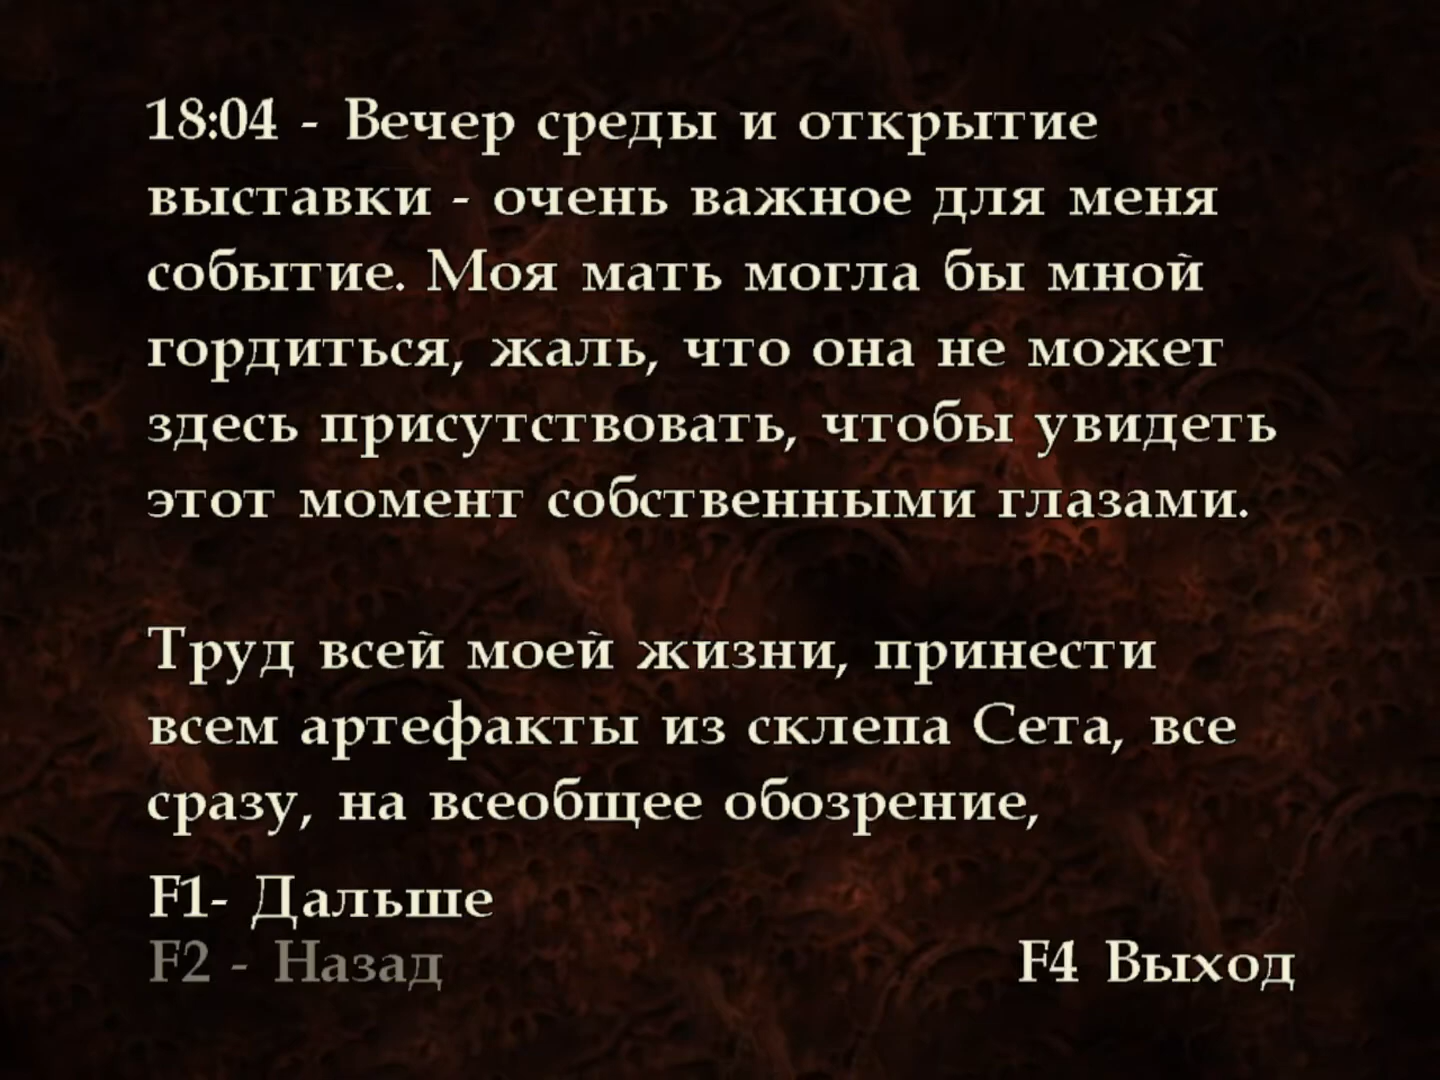 18:04 - Вечер среды и открытие
выставки - очень важное для меня
событие. Моя мать могла бы мной
гордиться, жаль, что она не может
здесь присутствовать, чтобы увидеть
этот момент собственными глазами.
Труд всей моей жизни, принести
всем артефакты из склепа Сета, все
сразу, на всеобщее обозрение,
F1- Дальше
F2 - Назад
F4 Выход